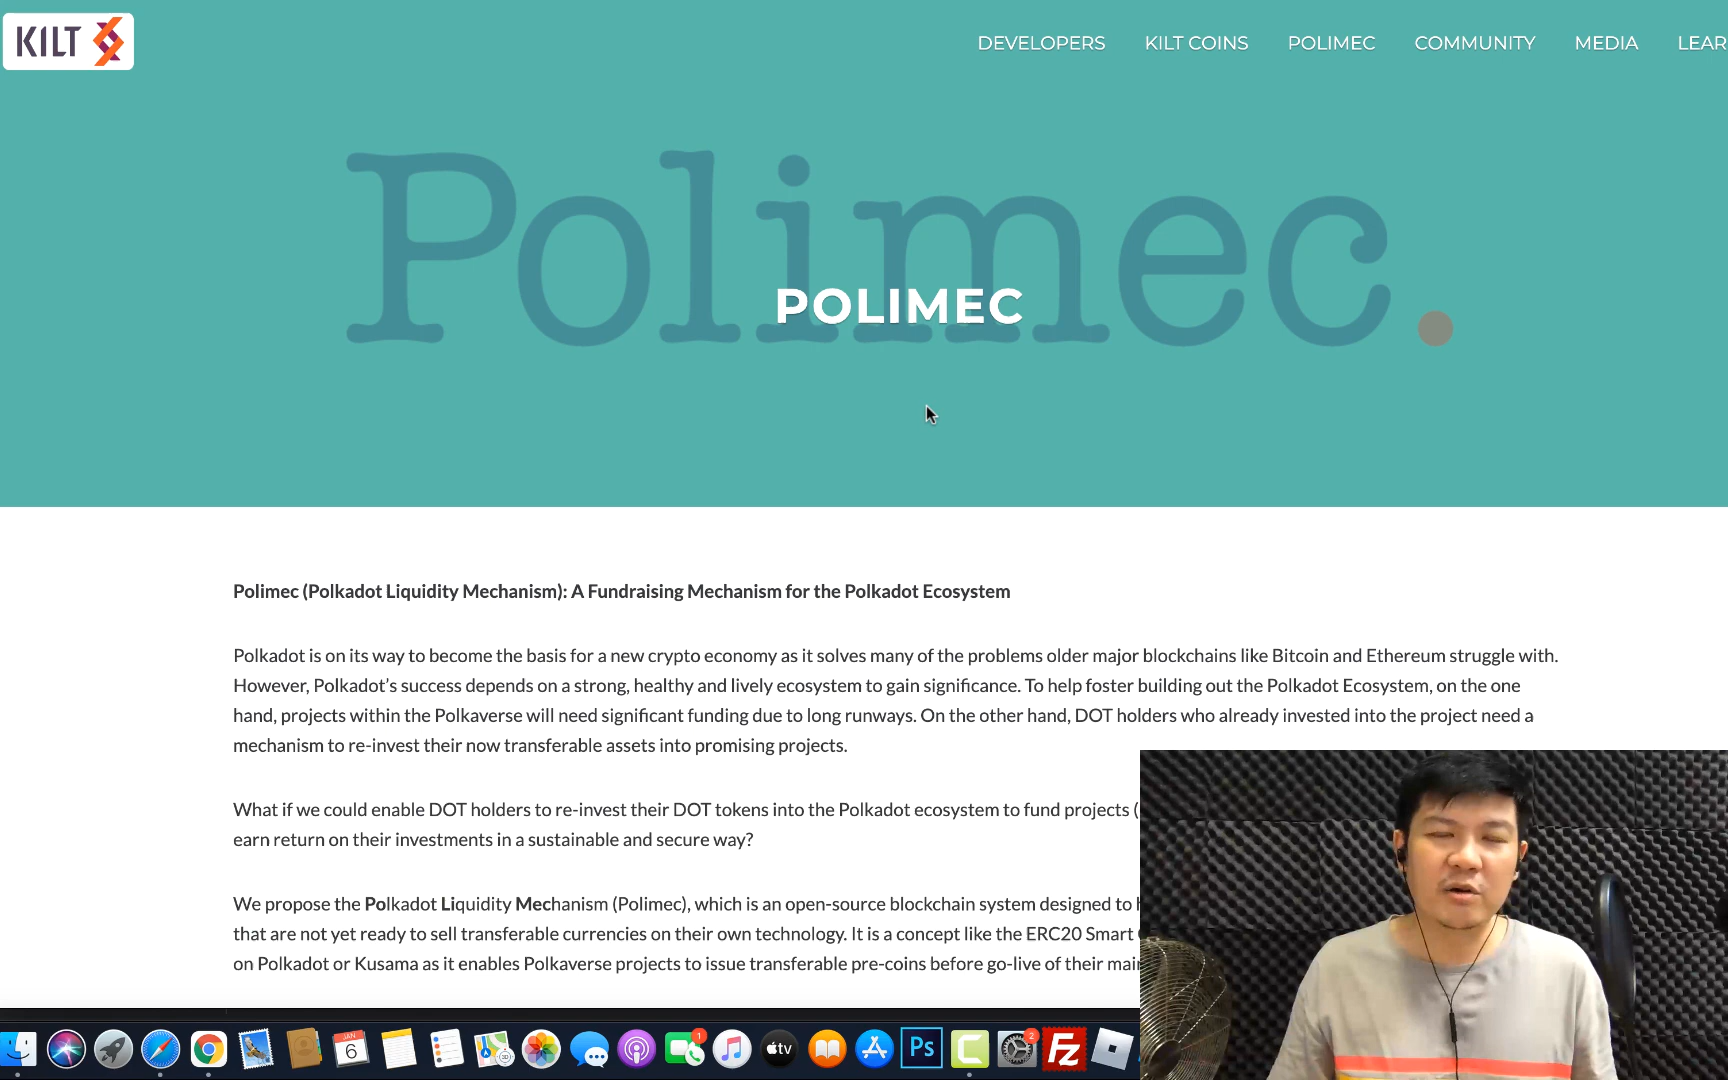 KILT
DEVELOPERS KILT COINS POLIMEC COMMUNITY MEDIA LEAR
Polimec.
POLIMEC
Polimec (Polkadot Liquidity Mechanism): A Fundraising Mechanism for the Polkadot Ecosystem
Polkadot is on its way to become the basis for a new crypto economy as it solves many of the problems older major blockchains like Bitcoin and Ethereum struggle with.
However, Polkadot’s success depends on a strong, healthy and lively ecosystem to gain significance. To help foster building out the Polkadot Ecosystem, on the one
hand, projects within the Polkaverse will need significant funding due to long runways. On the other hand, DOT holders who already invested into the project need a
mechanism to re-invest their now transferable assets into promising projects.
What if we could enable DOT holders to re-invest their DOT tokens into the Polkadot ecosystem to fund projects (
earn return on their investments in a sustainable and secure way?
We propose the Polkadot Liquidity Mechanism (Polimec), which is an open-source blockchain system designed to
that are not yet ready to sell transferable currencies on their own technology. It is a concept like the ERC20 Smart
on Polkadot or Kusama as it enables Polkaverse projects to issue transferable pre-coins before go-live of their mai
JAN
6
3D
1
tv
Ps
C
2
Fz